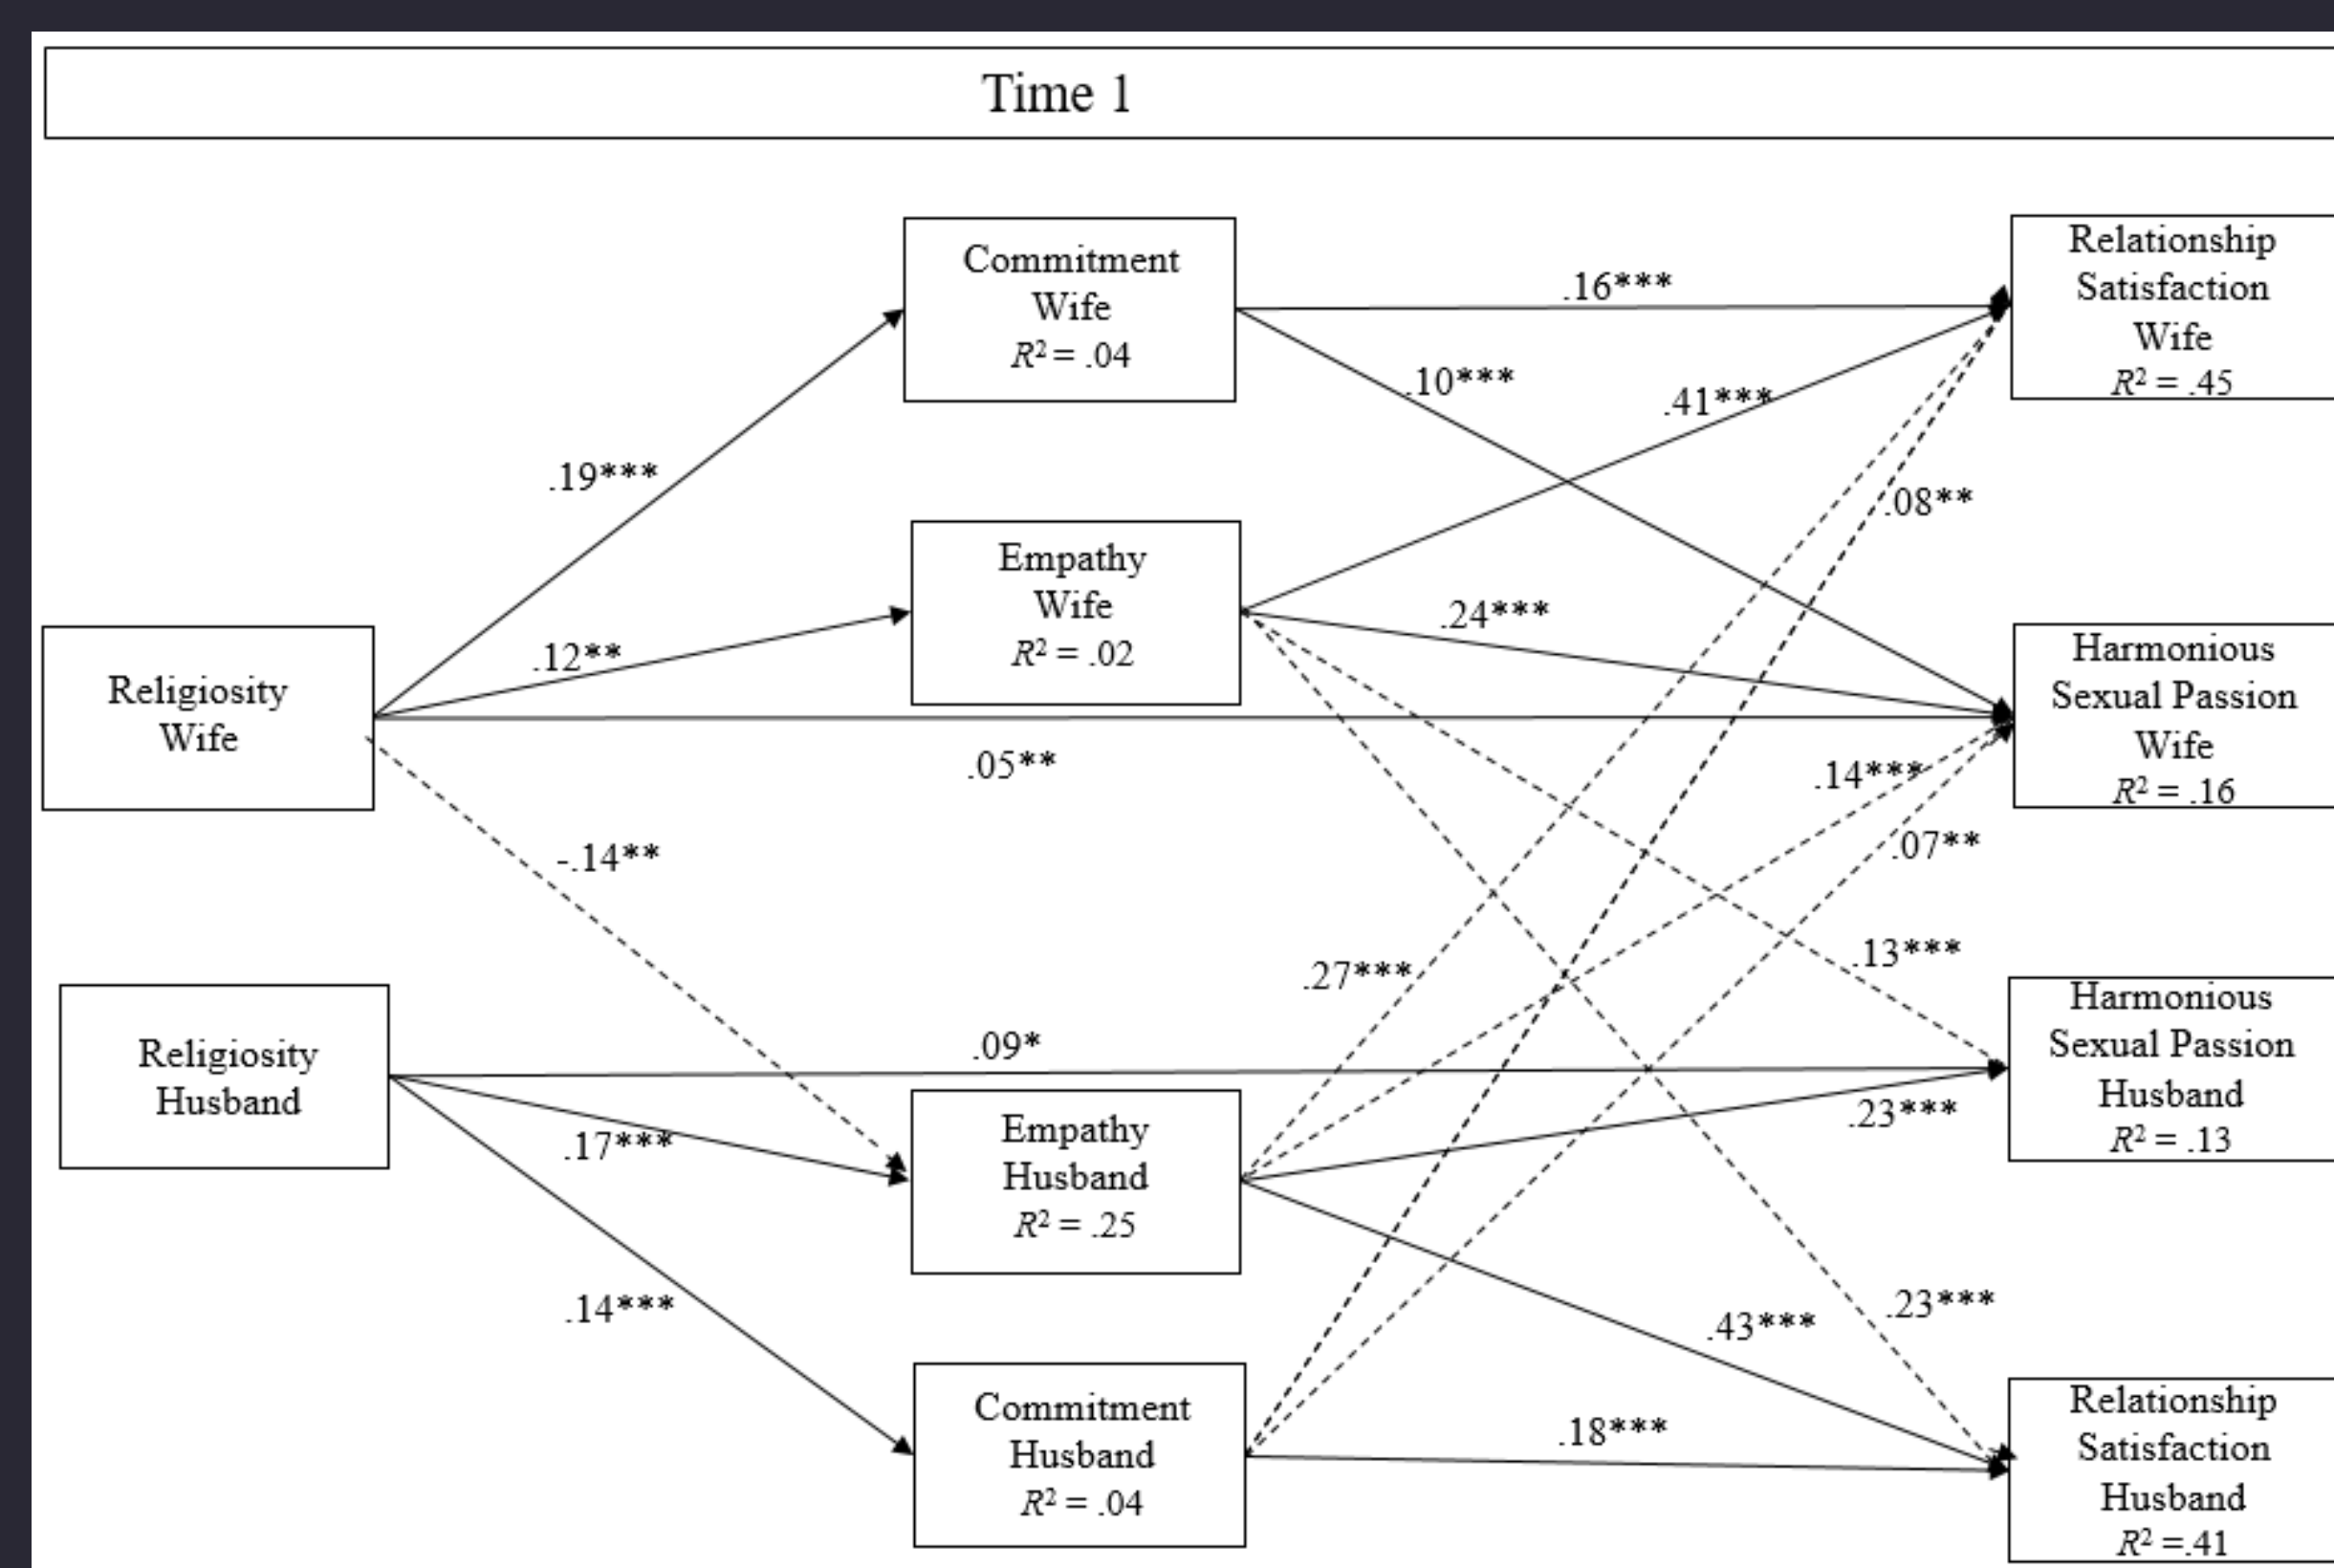 Time 1
Commitment
Wife
R² = .04
Relationship
Satisfaction
Wife
R² = .45
.16***
.10***
.41***
.19***
.08**
Empathy
Wife
R² = .02
.24***
.12**
Religiosity
Wife
Harmonious
Sexual Passion
Wife
R² = .16
.05**
.14***
.07**
-.14**
.13***
.27***
Religiosity
Husband
.09*
Harmonious
Sexual Passion
Husband
R² = .13
.17***
Empathy
Husband
R² = .25
.23***
.14***
.43***
.23***
Commitment
Husband
R² = .04
.18***
Relationship
Satisfaction
Husband
R² =.41